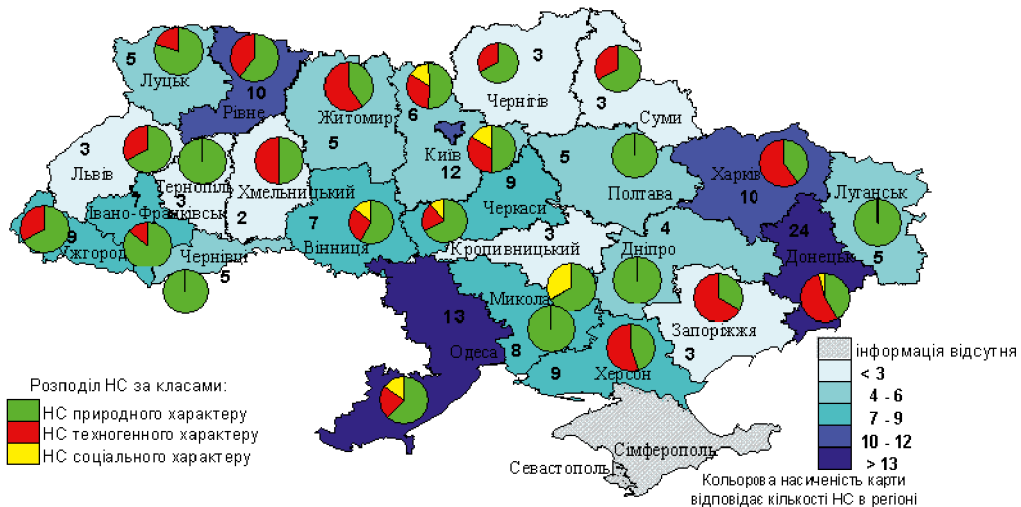 3
5
Луцьк
10
Рівне
Чернігів
3
Суми
6
Житомир
5
3
Львів
Київ
12
9
5
Харків
10
Тернопіль
3
Хмельницький
2
Полтава
Луганськ
7
Івано-Франківськ
Черкаси
7
Вінниця
3
Кропивницький
4
Дніпро
24
Донецьк
5
9
Ужгород
Чернівці
5
13
Микола
Одеса
8
9
Херсон
Запоріжжя
3
Розподіл НС за класами:
НС природного характеру
НС техногенного характеру
НС соціального характеру
Сімферополь
Севастополь
інформація відсутня
< 3
4 - 6
7 - 9
10 - 12
> 13
Кольорова насиченість карти
відповідає кількості НС в регіоні